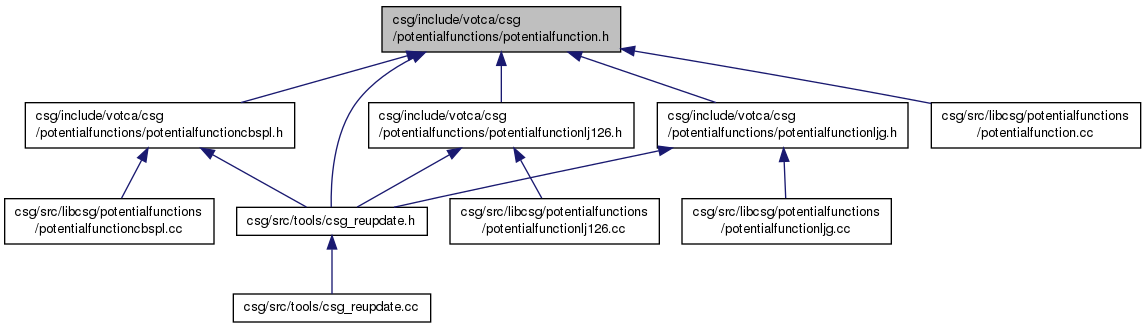 csg/include/votca/csg
/potentialfunctions/potentialfunction.h
csg/include/votca/csg
/potentialfunctions/potentialfunctioncbspl.h
csg/include/votca/csg
/potentialfunctions/potentialfunctionlj126.h
csg/include/votca/csg
/potentialfunctions/potentialfunctionljg.h
csg/src/libcsg/potentialfunctions
/potentialfunction.cc
csg/src/libcsg/potentialfunctions
/potentialfunctioncbspl.cc
csg/src/tools/csg_reupdate.h
csg/src/libcsg/potentialfunctions
/potentialfunctionlj126.cc
csg/src/libcsg/potentialfunctions
/potentialfunctionljg.cc
csg/src/tools/csg_reupdate.cc